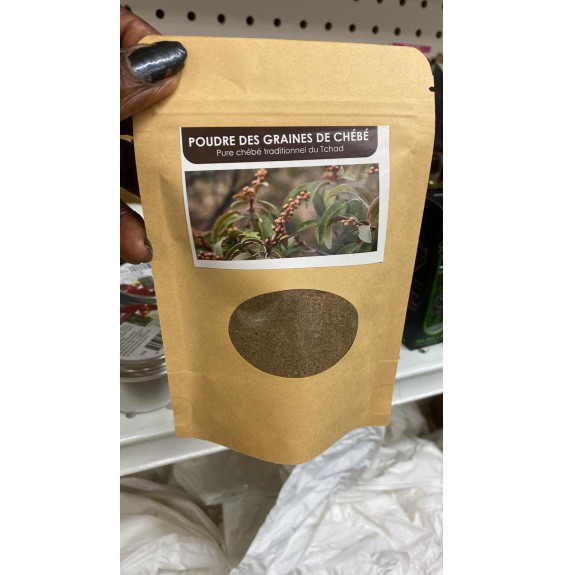 POUDRE DES GRAINES DE CHÉBÉ
Pure chébé traditionnel du Tchad